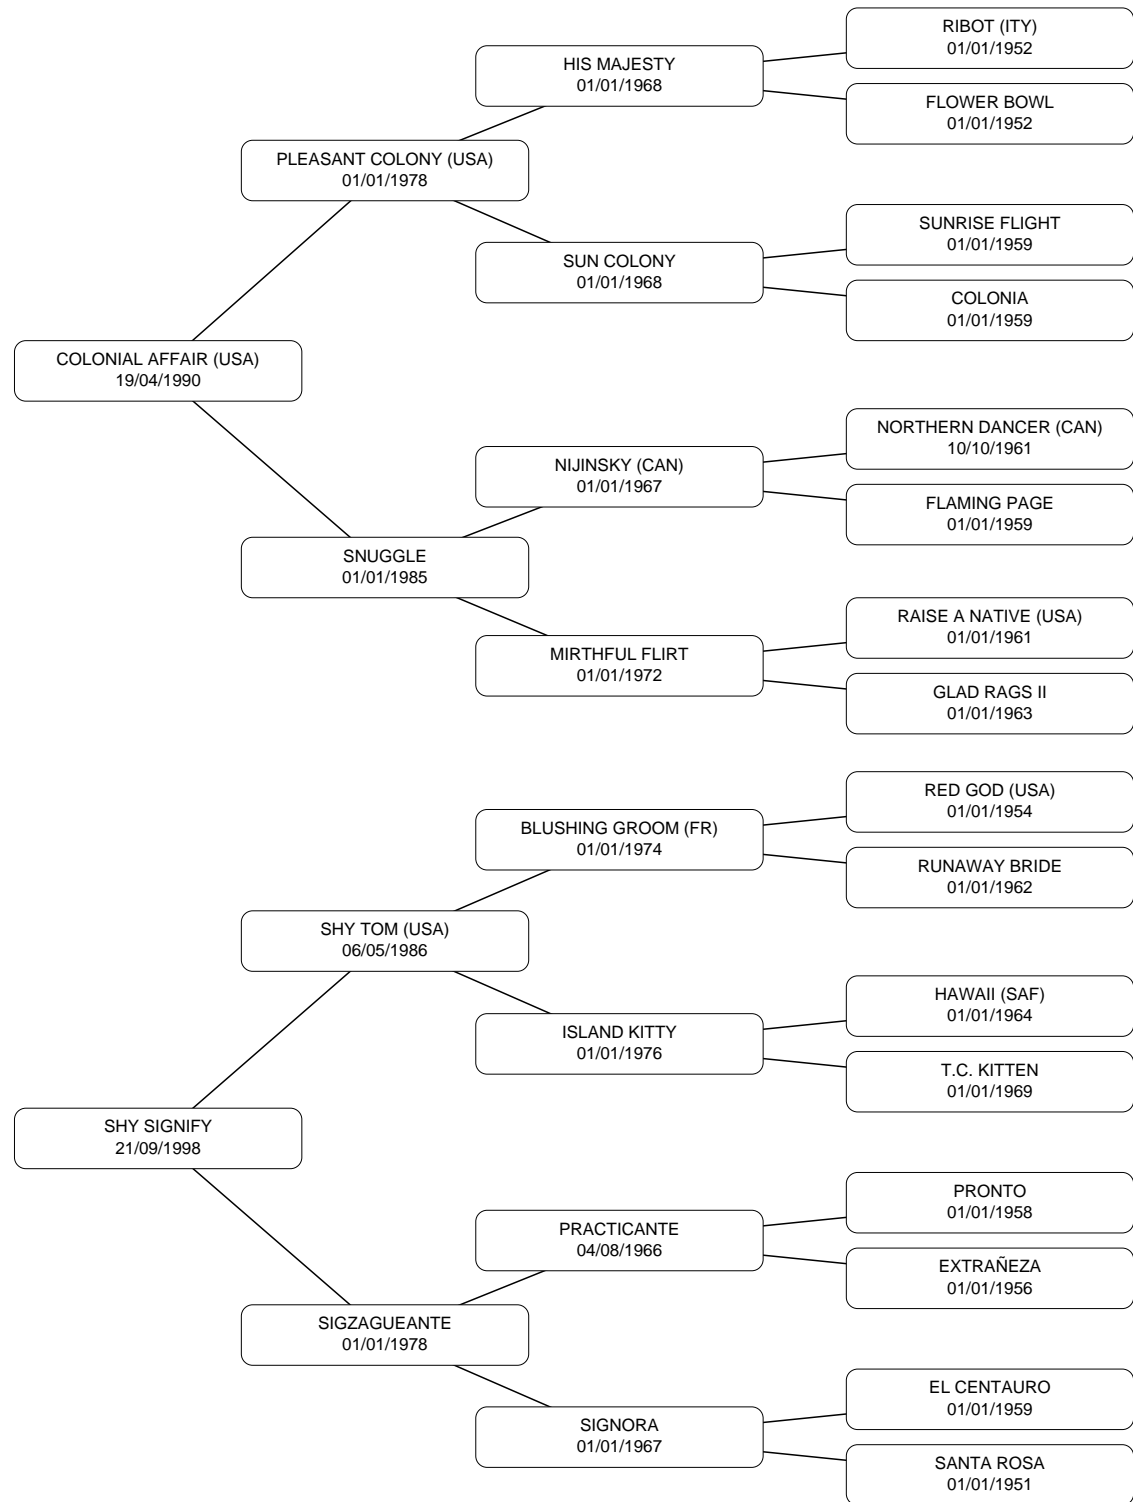 RIBOT (ITY)
01/01/1952
HIS MAJESTY
01/01/1968
FLOWER BOWL
01/01/1952
PLEASANT COLONY (USA)
01/01/1978
SUNRISE FLIGHT
01/01/1959
SUN COLONY
01/01/1968
COLONIA
01/01/1959
COLONIAL AFFAIR (USA)
19/04/1990
NORTHERN DANCER (CAN)
10/10/1961
NIJINSKY (CAN)
01/01/1967
FLAMING PAGE
01/01/1959
SNUGGLE
01/01/1985
RAISE A NATIVE (USA)
01/01/1961
MIRTHFUL FLIRT
01/01/1972
GLAD RAGS II
01/01/1963
RED GOD (USA)
01/01/1954
BLUSHING GROOM (FR)
01/01/1974
RUNAWAY BRIDE
01/01/1962
SHY TOM (USA)
06/05/1986
HAWAII (SAF)
01/01/1964
ISLAND KITTY
01/01/1976
T.C. KITTEN
01/01/1969
SHY SIGNIFY
21/09/1998
PRONTO
01/01/1958
PRACTICANTE
04/08/1966
EXTRAÑEZA
01/01/1956
SIGZAGUEANTE
01/01/1978
EL CENTAURO
01/01/1959
SIGNORA
01/01/1967
SANTA ROSA
01/01/1951